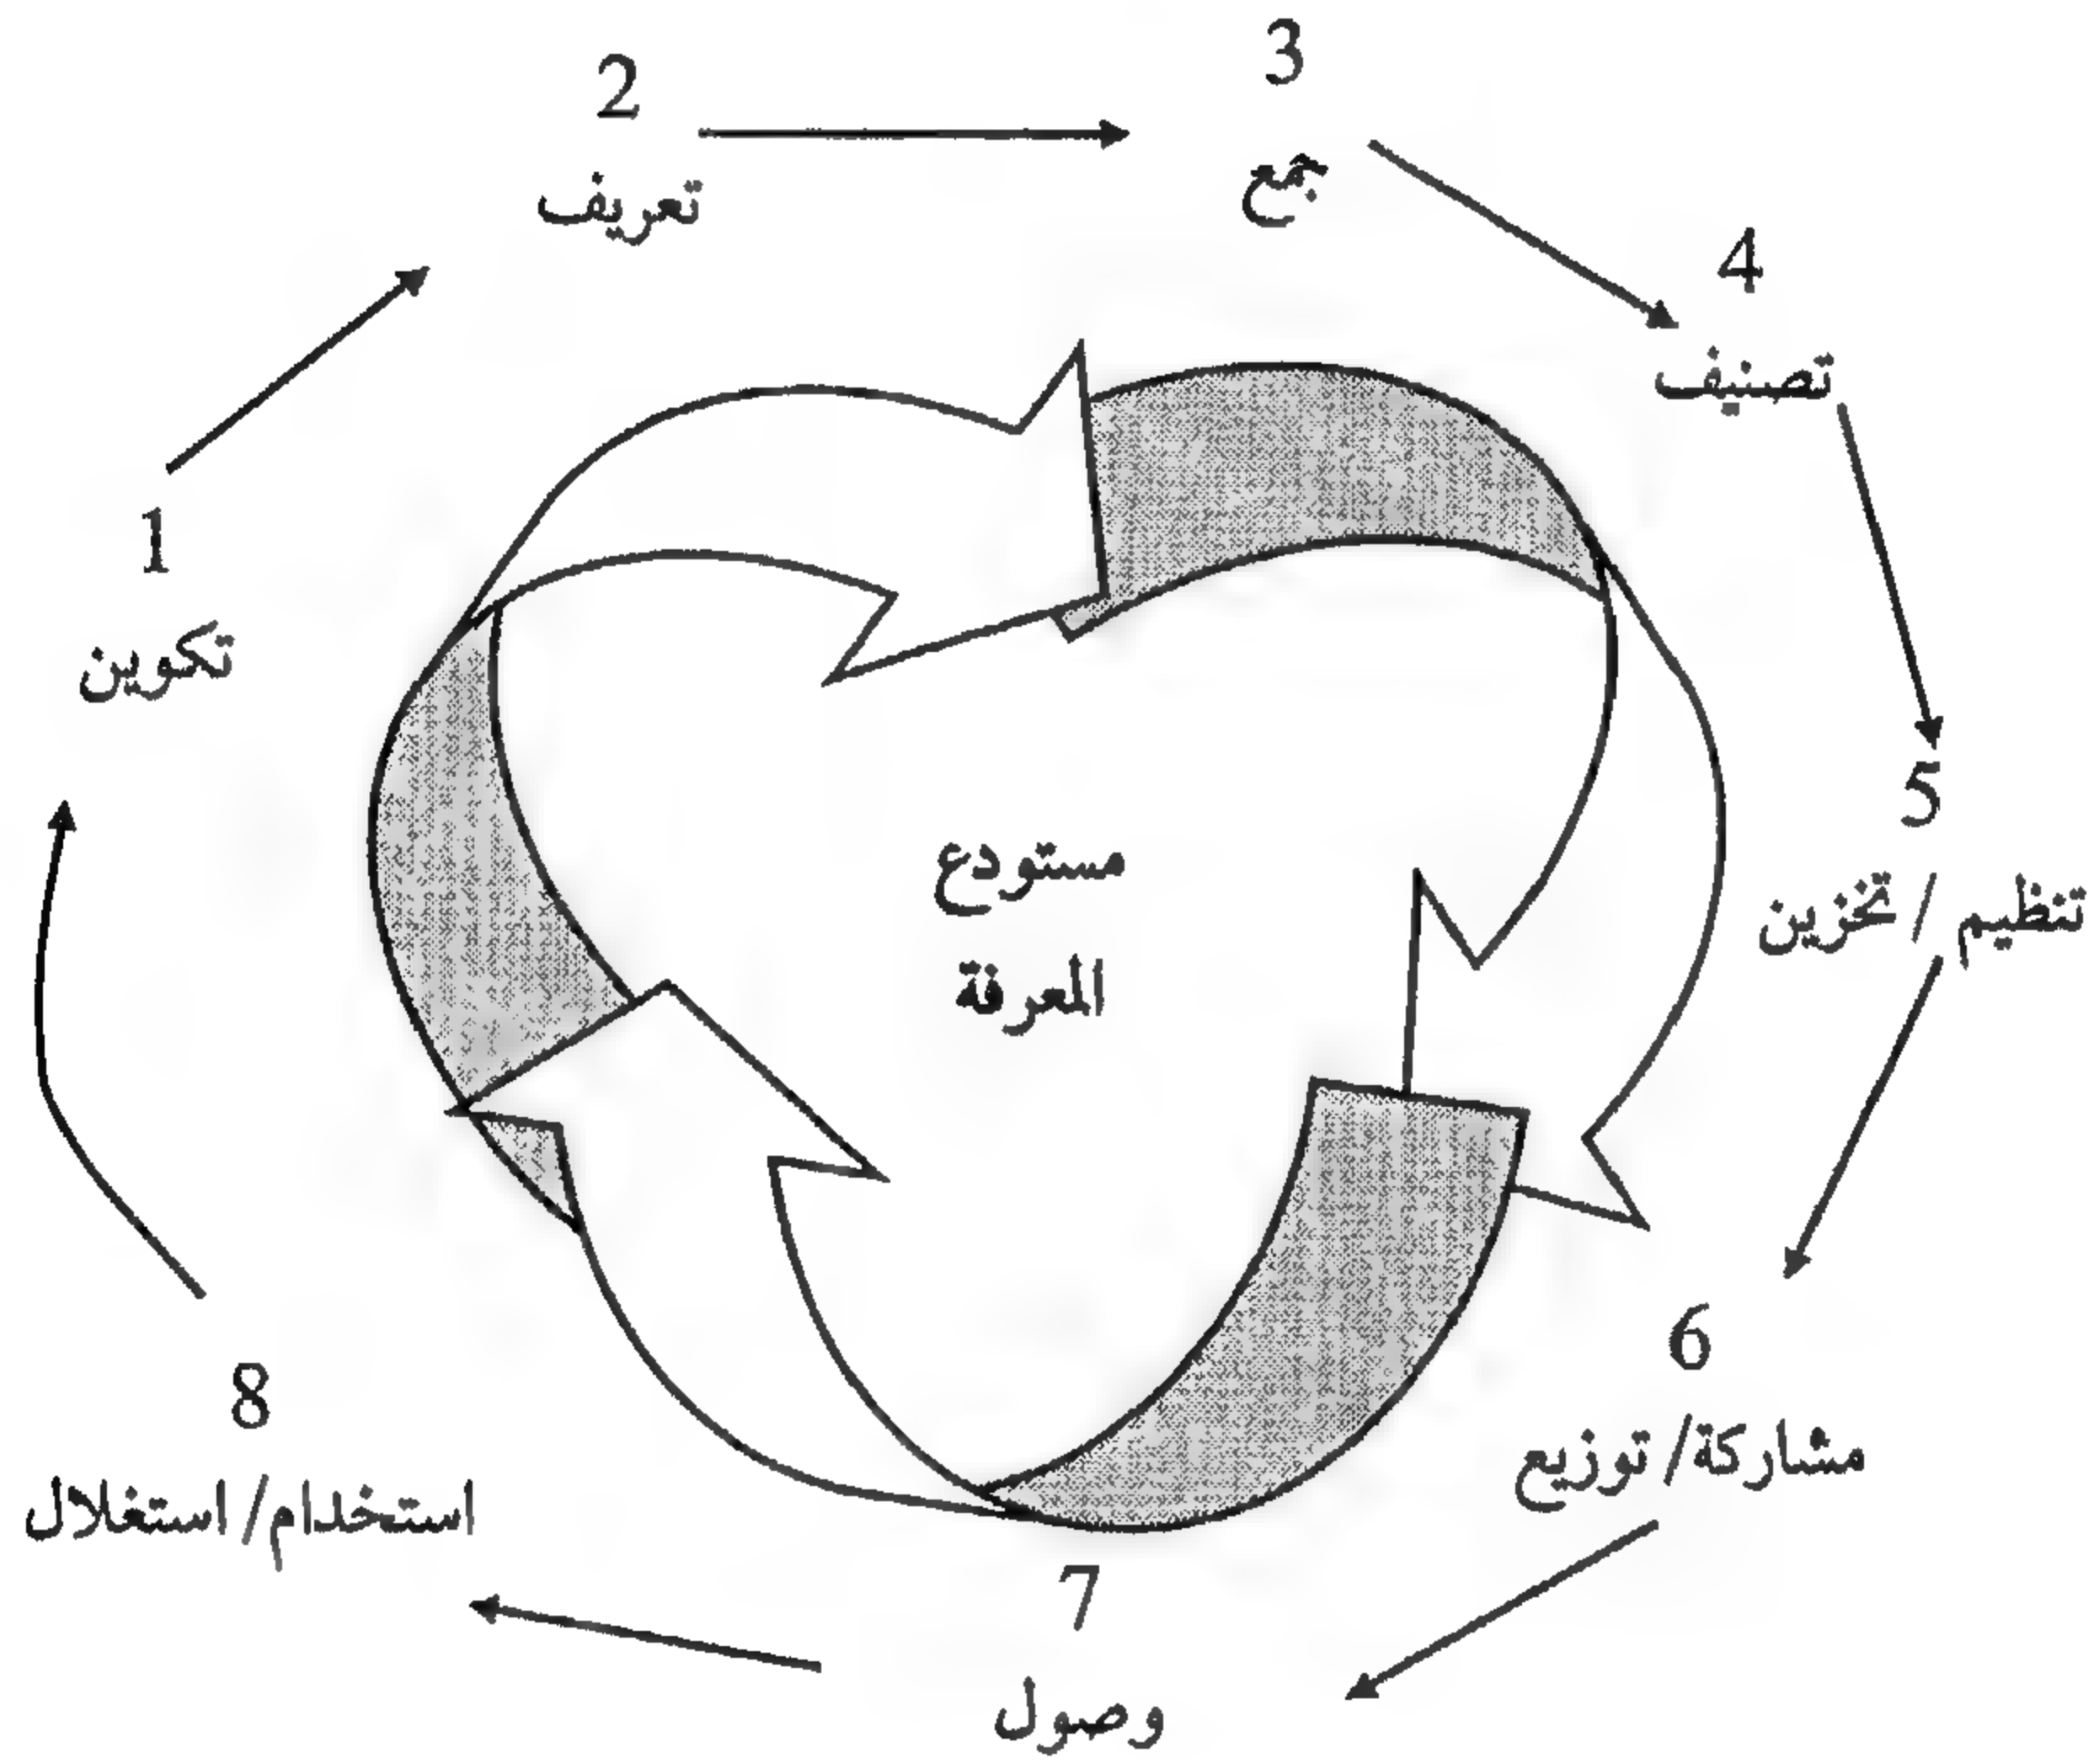 1
تكوين
2
تعريف
3
جمع
4
تصنيف
5
تنظيم / تخزين
6
مشاركة/ توزيع
7
وصول
8
استخدام/ استغلال
مستودع
المعرفة